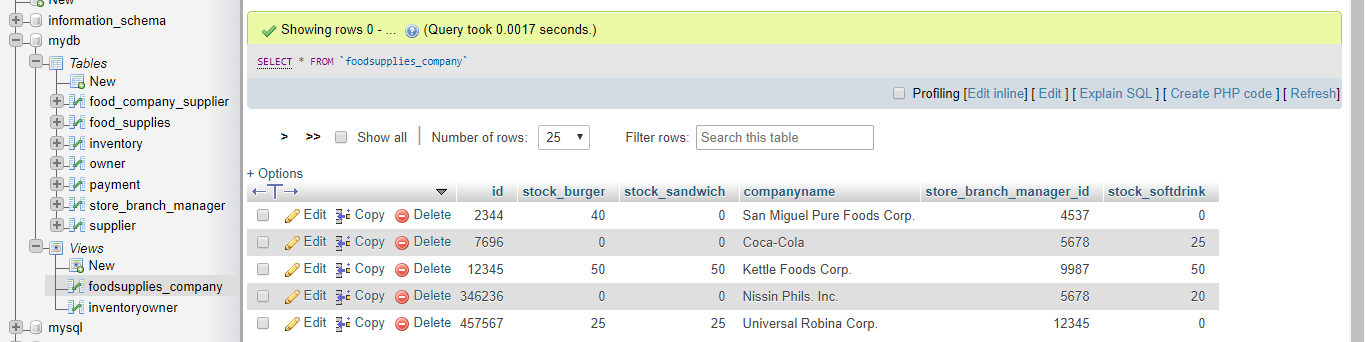 New
information_schema
mydb
Tables
New
food_company_supplier
food_supplies
inventory
owner
payment
store_branch_manager
supplier
Views
New
foodsupplies_company
inventoryowner
mysql
Showing rows 0 - ... (Query took 0.0017 seconds.)
SELECT * FROM `foodsupplies_company`
Profiling [Edit inline] [ Edit ] [ Explain SQL ] [ Create PHP code ] [ Refresh]
> >> Show all | Number of rows: 25 Filter rows: Search this table
+ Options
←T→ id stock_burger stock_sandwich companyname store_branch_manager_id stock_softdrink
Edit Copy Delete 2344 40 0 San Miguel Pure Foods Corp. 4537 0
Edit Copy Delete 7696 0 0 Coca-Cola 5678 25
Edit Copy Delete 12345 50 50 Kettle Foods Corp. 9987 50
Edit Copy Delete 346236 0 0 Nissin Phils. Inc. 5678 20
Edit Copy Delete 457567 25 25 Universal Robina Corp. 12345 0